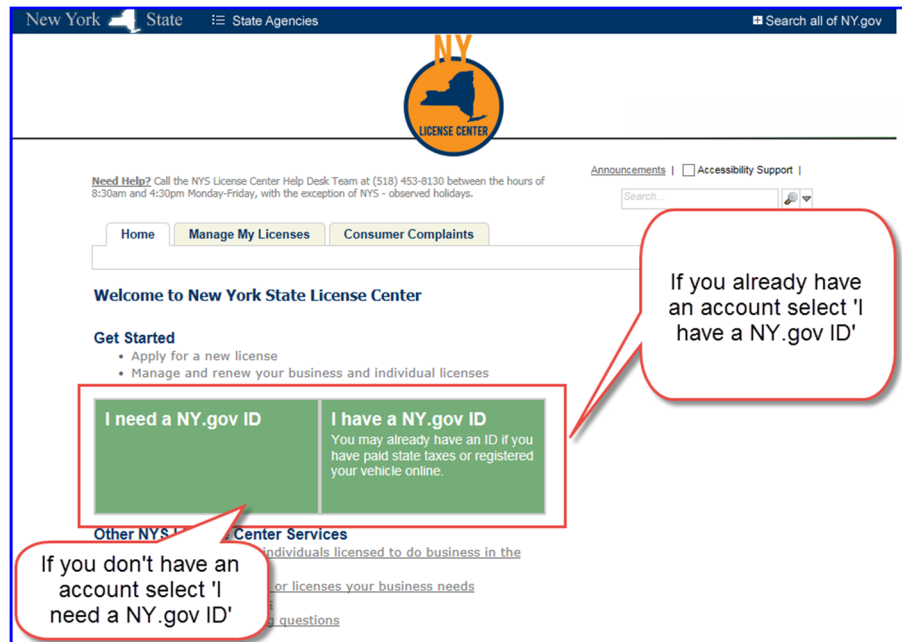 New York State
State Agencies
Search all of NY.gov
NY
LICENSE CENTER
Need Help? Call the NYS License Center Help Desk Team at (518) 453-8130 between the hours of
8:30am and 4:30pm Monday-Friday, with the exception of NYS - observed holidays.
Announcements | Accessibility Support |
Search...
Home Manage My Licenses Consumer Complaints
Welcome to New York State License Center
If you already have
an account select 'I
have a NY.gov ID'
Get Started
• Apply for a new license
• Manage and renew your business and individual licenses
I need a NY.gov ID
I have a NY.gov ID
You may already have an ID if you
have paid state taxes or registered
your vehicle online.
Other NYS Center Services
individuals licensed to do business in the
or licenses your business needs
questions
If you don't have an
account select 'I
need a NY.gov ID'